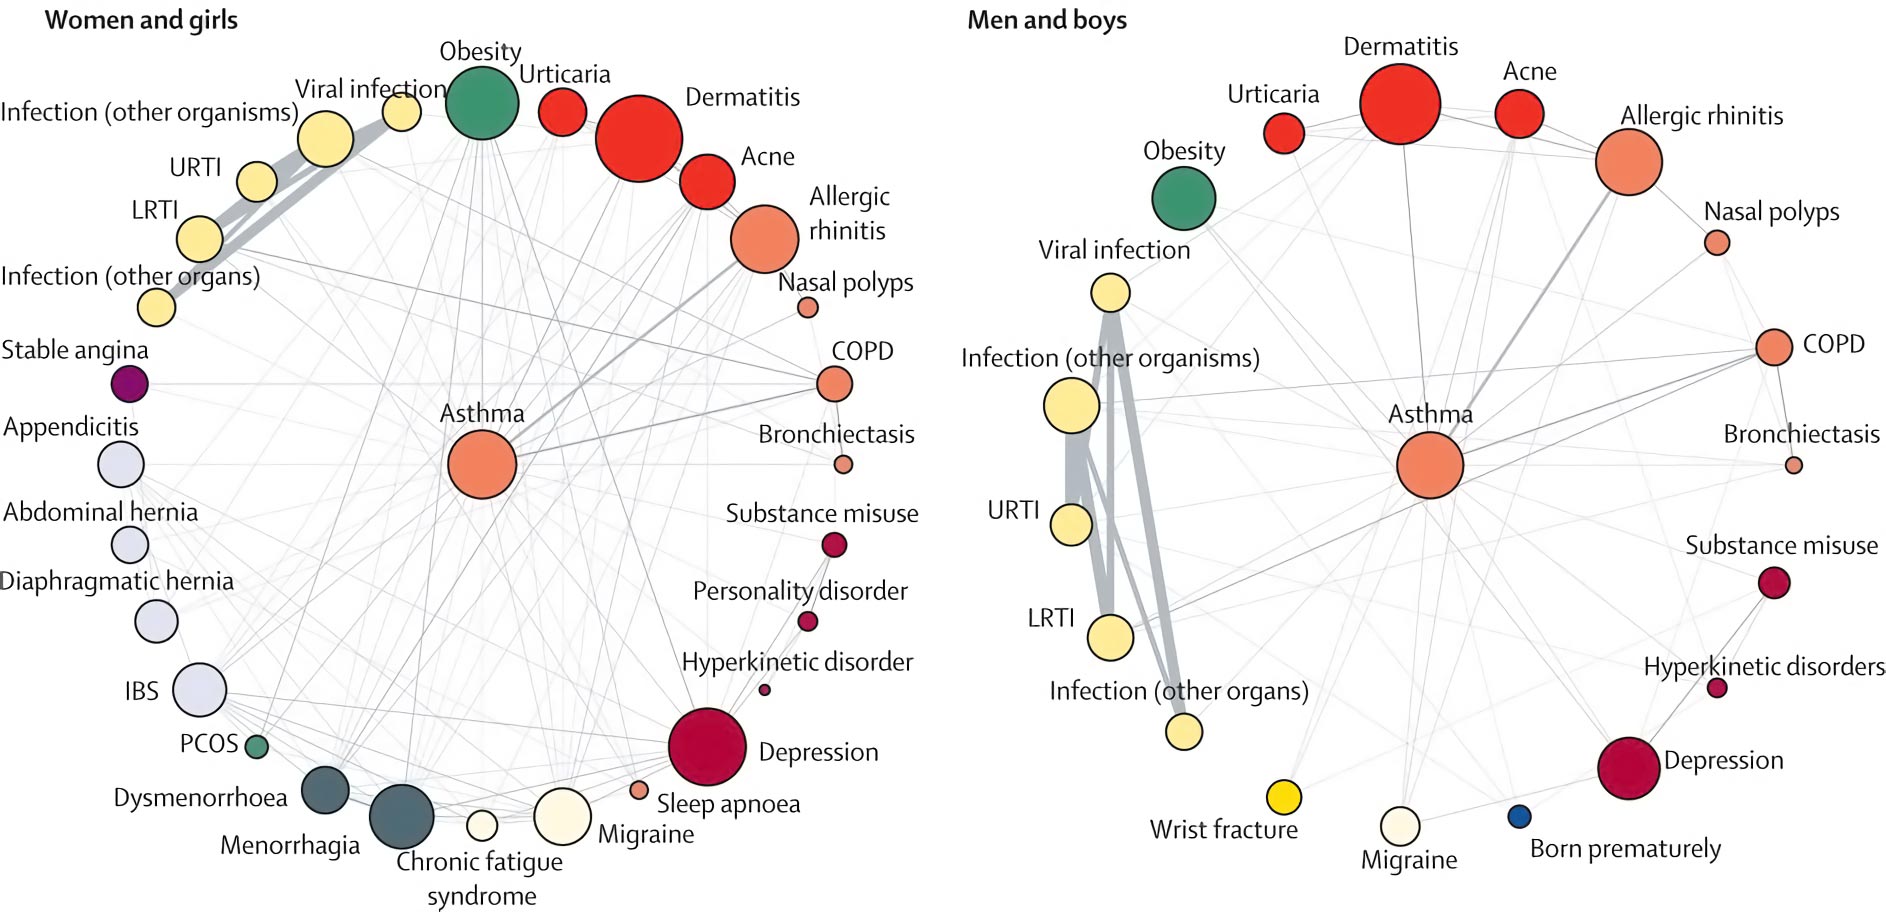 Women and girls
Obesity
Urticaria
Viral infection
Dermatitis
Infection (other organisms)
Acne
URTI
Allergic
rhinitis
LRTI
Infection (other organs)
Nasal polyps
Stable angina
COPD
Asthma
Appendicitis
Bronchiectasis
Abdominal hernia
Substance misuse
Diaphragmatic hernia
Personality disorder
Hyperkinetic disorder
IBS
PCOS
Depression
Dysmenorrhoea
Sleep apnoea
Menorrhagia
Migraine
Chronic fatigue
syndrome
Men and boys
Dermatitis
Acne
Urticaria
Allergic rhinitis
Obesity
Nasal polyps
Viral infection
COPD
Infection (other organisms)
Asthma
Bronchiectasis
URTI
Substance misuse
LRTI
Hyperkinetic disorders
Infection (other organs)
Depression
Wrist fracture
Born prematurely
Migraine